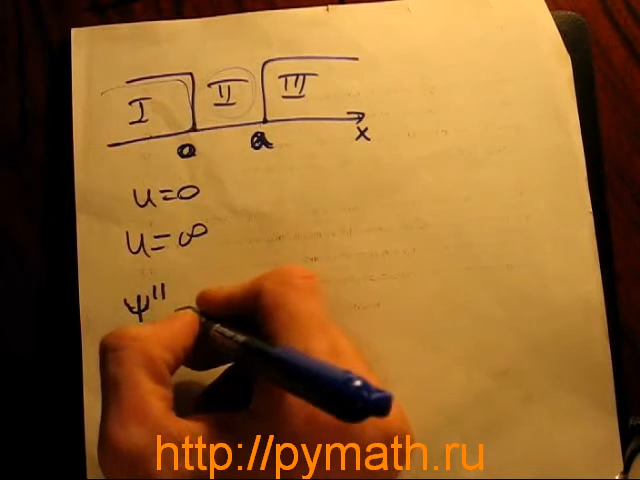 I II III
0 a x
u=0
u=∞
ψ''
http://pymath.ru